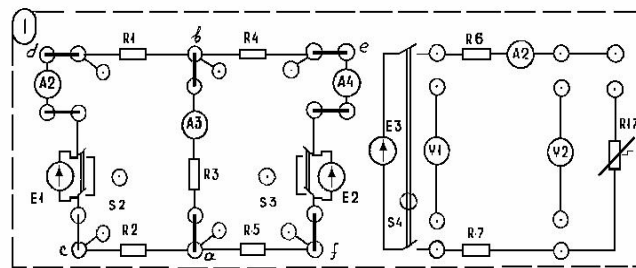 1
d R1 b R4 e R6 A2
A2 A3 A4
E3 V1 V2 R17
R3
E1 S2 S3 E2
S4
c R2 a R5 f R7